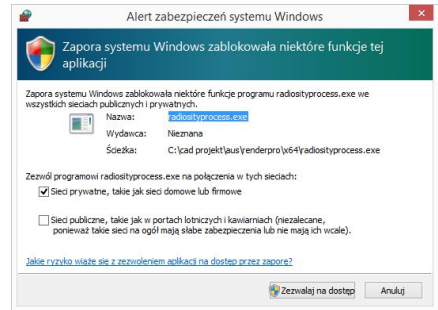 Alert zabezpieczeń systemu Windows
Zapora systemu Windows zablokowała niektóre funkcje tej
aplikacji
Zapora systemu Windows zablokowała niektóre funkcje programu radiosityprocess.exe we
wszystkich sieciach publicznych i prywatnych.
Nazwa: radiosityprocess.exe
Wydawca: Nieznana
Ścieżka: C:\cad projekt\aus\renderpro\x64\radiosityprocess.exe
Zezwól programowi radiosityprocess.exe na połączenia w tych sieciach:
Sieci prywatne, takie jak sieci domowe lub firmowe
Sieci publiczne, takie jak w portach lotniczych i kawiarniach (niezalecane,
ponieważ takie sieci na ogół mają słabe zabezpieczenia lub nie mają ich wcale).
Jakie ryzyko wiąże się z zezwoleniem aplikacji na dostęp przez zaporę?
Zezwalaj na dostęp Anuluj